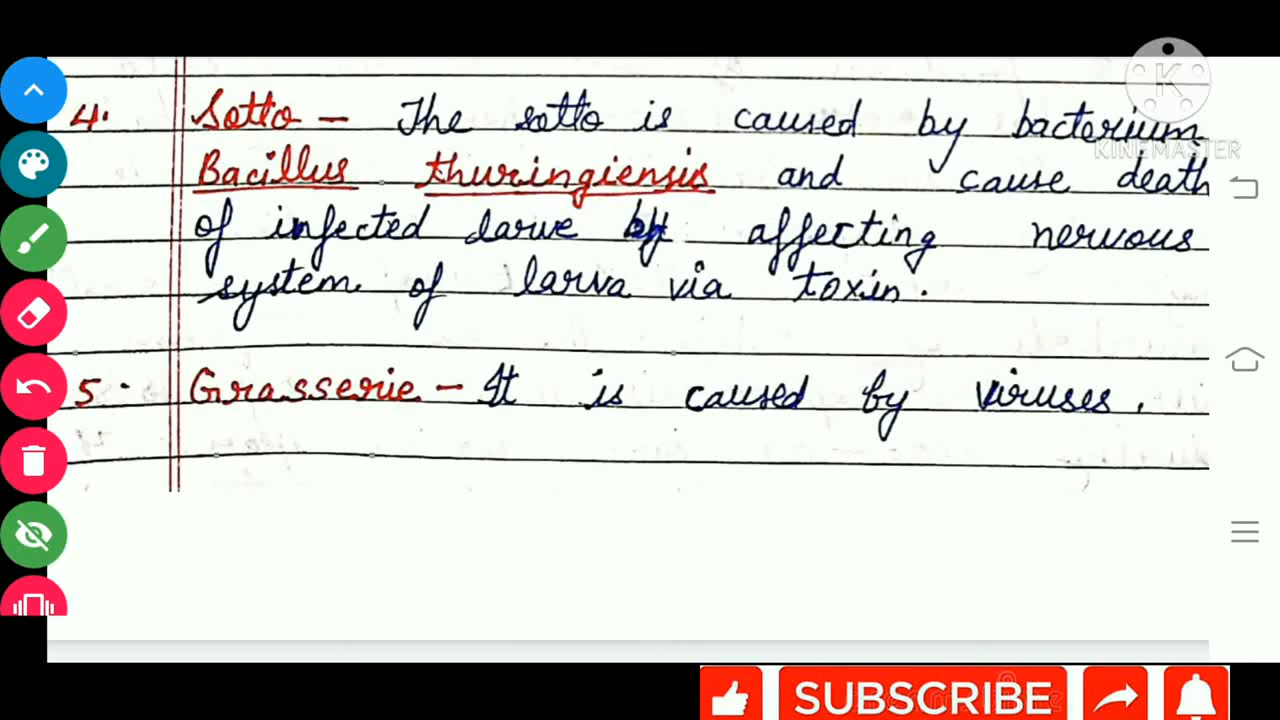 KINEMASTER
4. Sotto - The sotto is caused by bacterium
Bacillus thuringiensis and cause death
of infected larve by affecting nervous
system of larva via toxin.
5. Grasserie - It is caused by viruses.
SUBSCRIBE